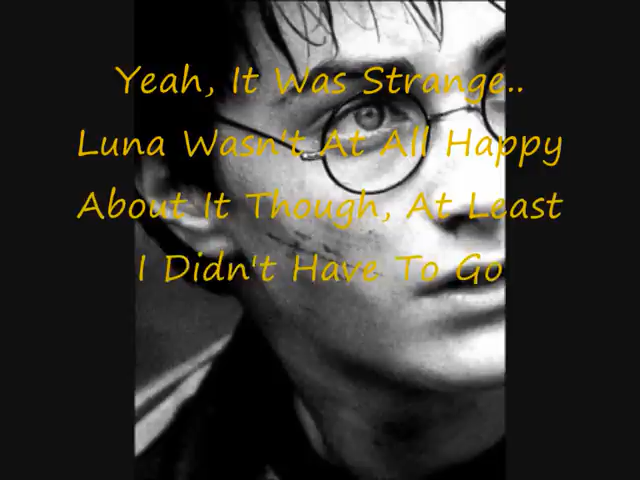 Yeah, It Was Strange..
Luna Wasn't At All Happy
About It Though, At Least
I Didn't Have To Go